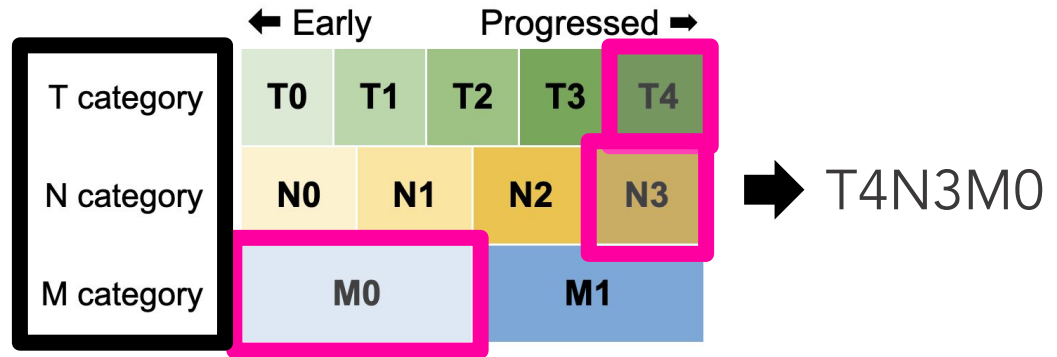 ⬅ Early Progressed ➡
T category T0 T1 T2 T3 T4
N category N0 N1 N2 N3
T4N3M0
M category M0 M1